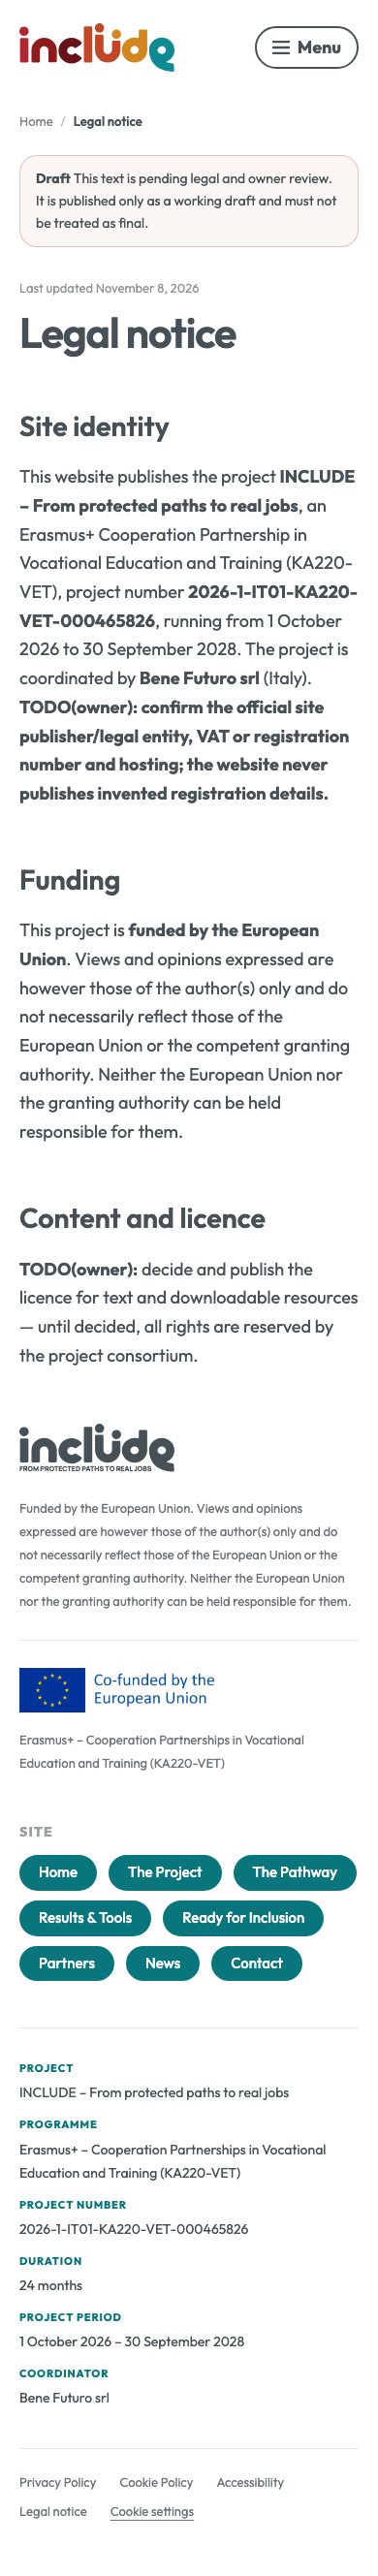 include
Menu
Home / Legal notice
Draft This text is pending legal and owner review.
It is published only as a working draft and must not
be treated as final.
Last updated November 8, 2026
Legal notice
Site identity
This website publishes the project INCLUDE
– From protected paths to real jobs, an
Erasmus+ Cooperation Partnership in
Vocational Education and Training (KA220-
VET), project number 2026-1-IT01-KA220-
VET-000465826, running from 1 October
2026 to 30 September 2028. The project is
coordinated by Bene Futuro srl (Italy).
TODO(owner): confirm the official site
publisher/legal entity, VAT or registration
number and hosting; the website never
publishes invented registration details.
Funding
This project is funded by the European
Union. Views and opinions expressed are
however those of the author(s) only and do
not necessarily reflect those of the
European Union or the competent granting
authority. Neither the European Union nor
the granting authority can be held
responsible for them.
Content and licence
TODO(owner): decide and publish the
licence for text and downloadable resources
— until decided, all rights are reserved by
the project consortium.
include
FROM PROTECTED PATHS TO REAL JOBS
Funded by the European Union. Views and opinions
expressed are however those of the author(s) only and do
not necessarily reflect those of the European Union or the
competent granting authority. Neither the European Union
nor the granting authority can be held responsible for them.
Co-funded by the
European Union
Erasmus+ – Cooperation Partnerships in Vocational
Education and Training (KA220-VET)
SITE
Home The Project The Pathway
Results & Tools Ready for Inclusion
Partners News Contact
PROJECT
INCLUDE – From protected paths to real jobs
PROGRAMME
Erasmus+ – Cooperation Partnerships in Vocational
Education and Training (KA220-VET)
PROJECT NUMBER
2026-1-IT01-KA220-VET-000465826
DURATION
24 months
PROJECT PERIOD
1 October 2026 – 30 September 2028
COORDINATOR
Bene Futuro srl
Privacy Policy Cookie Policy Accessibility
Legal notice Cookie settings